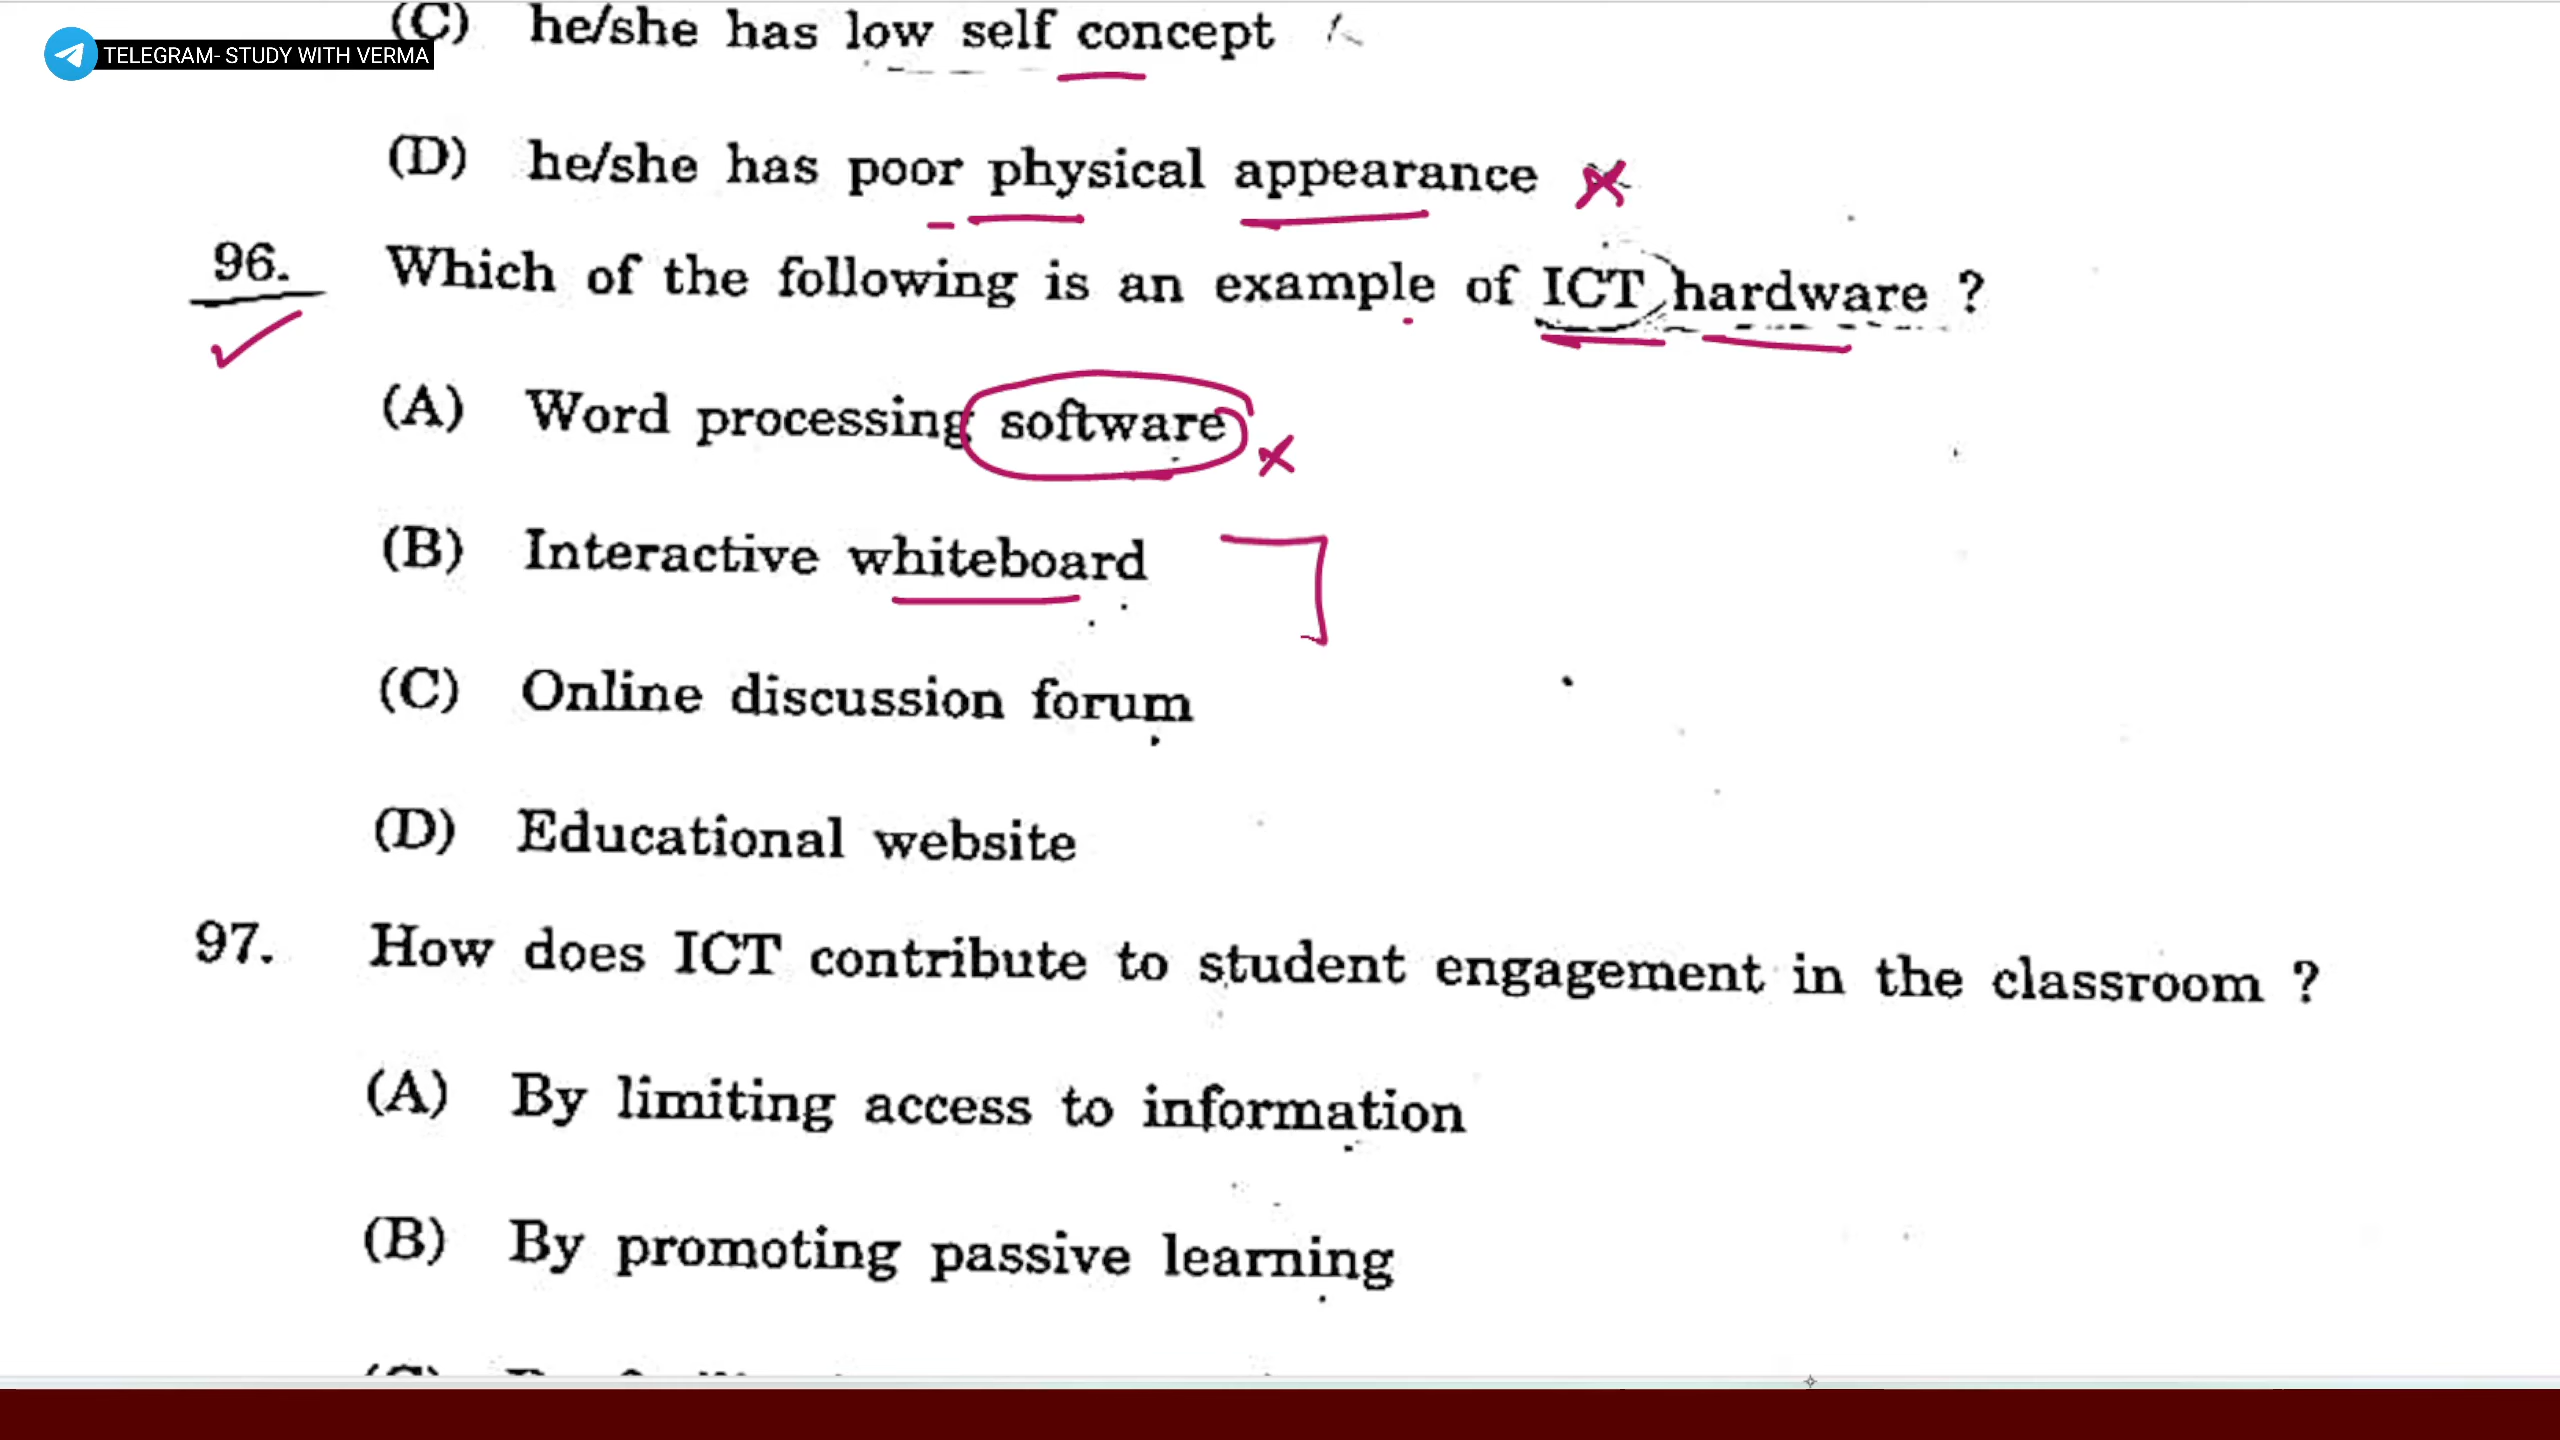 (C) he/she has low self concept
TELEGRAM- STUDY WITH VERMA
(D) he/she has poor physical appearance
96. Which of the following is an example of ICT hardware ?
(A) Word processing software
(B) Interactive whiteboard
(C) Online discussion forum
(D) Educational website
97. How does ICT contribute to student engagement in the classroom ?
(A) By limiting access to information
(B) By promoting passive learning